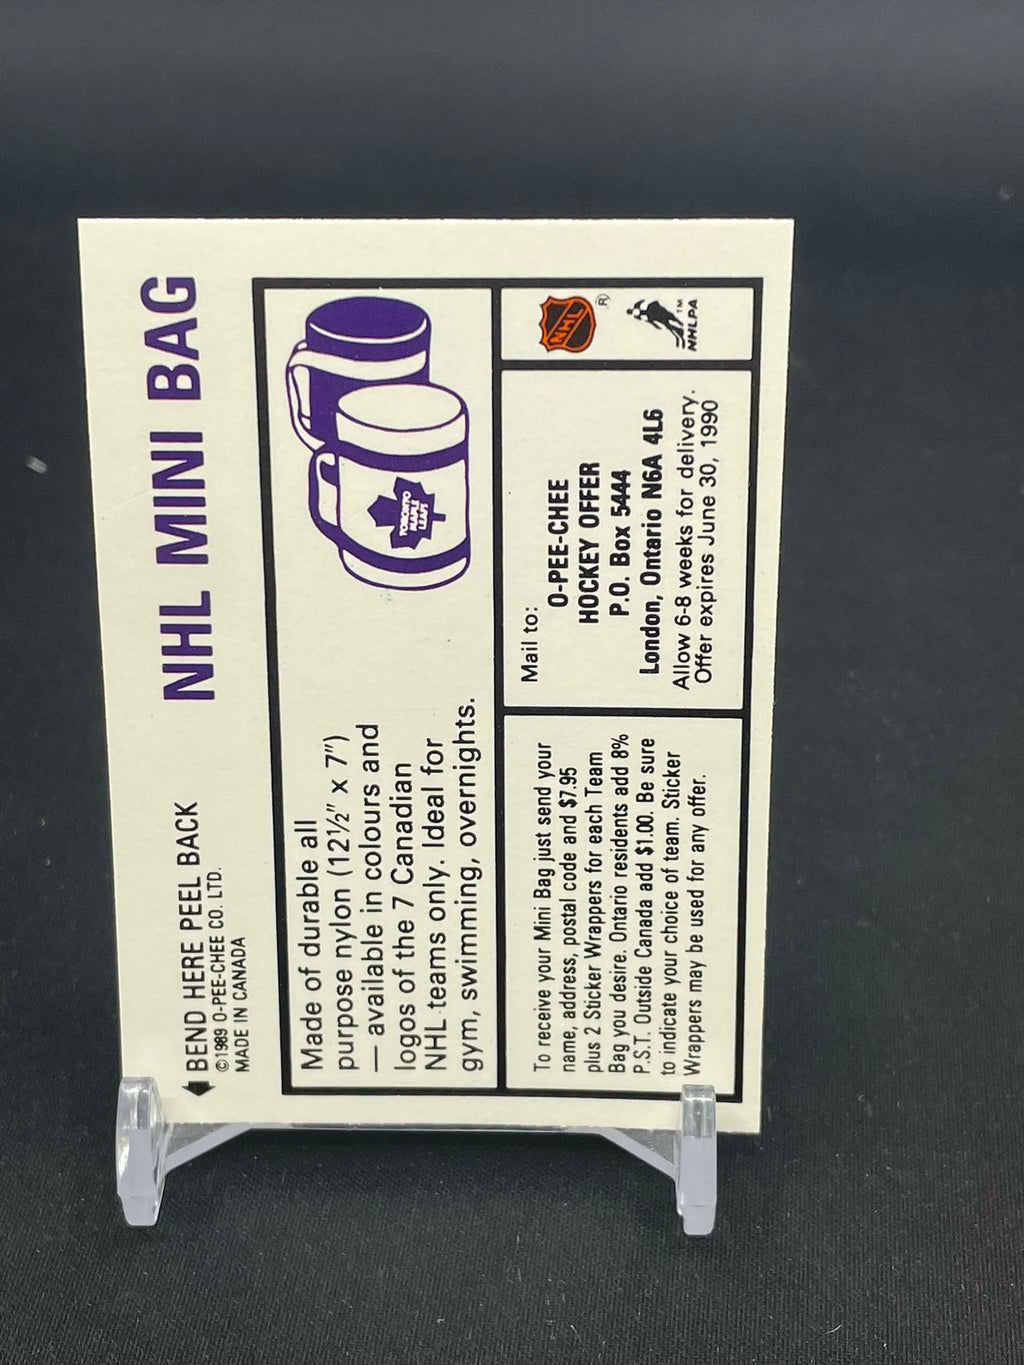 NHL MINI BAG
BEND HERE PEEL BACK
©1989 O-PEE-CHEE CO. LTD.
MADE IN CANADA
Made of durable all
purpose nylon (12½" x 7")
— available in colours and
logos of the 7 Canadian
NHL teams only. Ideal for
gym, swimming, overnights.
TORONTO
MAPLE
LEAFS
To receive your Mini Bag just send your
name, address, postal code and $7.95
plus 2 Sticker Wrappers for each Team
Bag you desire. Ontario residents add 8%
P.S.T. Outside Canada add $1.00. Be sure
to indicate your choice of team. Sticker
Wrappers may be used for any offer.
Mail to:
O-PEE-CHEE
HOCKEY OFFER
P.O. Box 5444
London, Ontario N6A 4L6
Allow 6-8 weeks for delivery.
Offer expires June 30, 1990
NHL ®
NHLPA ™